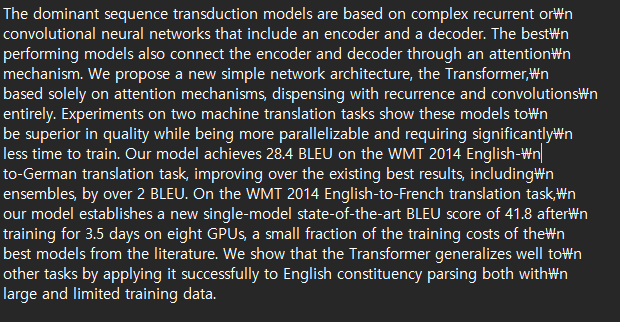 The dominant sequence transduction models are based on complex recurrent or₩n
convolutional neural networks that include an encoder and a decoder. The best₩n
performing models also connect the encoder and decoder through an attention₩n
mechanism. We propose a new simple network architecture, the Transformer,₩n
based solely on attention mechanisms, dispensing with recurrence and convolutions₩n
entirely. Experiments on two machine translation tasks show these models to₩n
be superior in quality while being more parallelizable and requiring significantly₩n
less time to train. Our model achieves 28.4 BLEU on the WMT 2014 English-₩n
to-German translation task, improving over the existing best results, including₩n
ensembles, by over 2 BLEU. On the WMT 2014 English-to-French translation task,₩n
our model establishes a new single-model state-of-the-art BLEU score of 41.8 after₩n
training for 3.5 days on eight GPUs, a small fraction of the training costs of the₩n
best models from the literature. We show that the Transformer generalizes well to₩n
other tasks by applying it successfully to English constituency parsing both with₩n
large and limited training data.